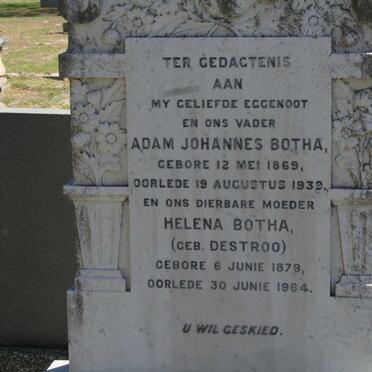 TER GEDAGTENIS
AAN
MY GELIEFDE EGGENOOT
EN ONS VADER
ADAM JOHANNES BOTHA,
GEBORE 12 MEI 1869,
OORLEDE 19 AUGUSTUS 1939.
EN ONS DIERBARE MOEDER
HELENA BOTHA,
(GEB. DESTROO)
GEBORE 6 JUNIE 1879,
OORLEDE 30 JUNIE 1964.
U WIL GESKIED.